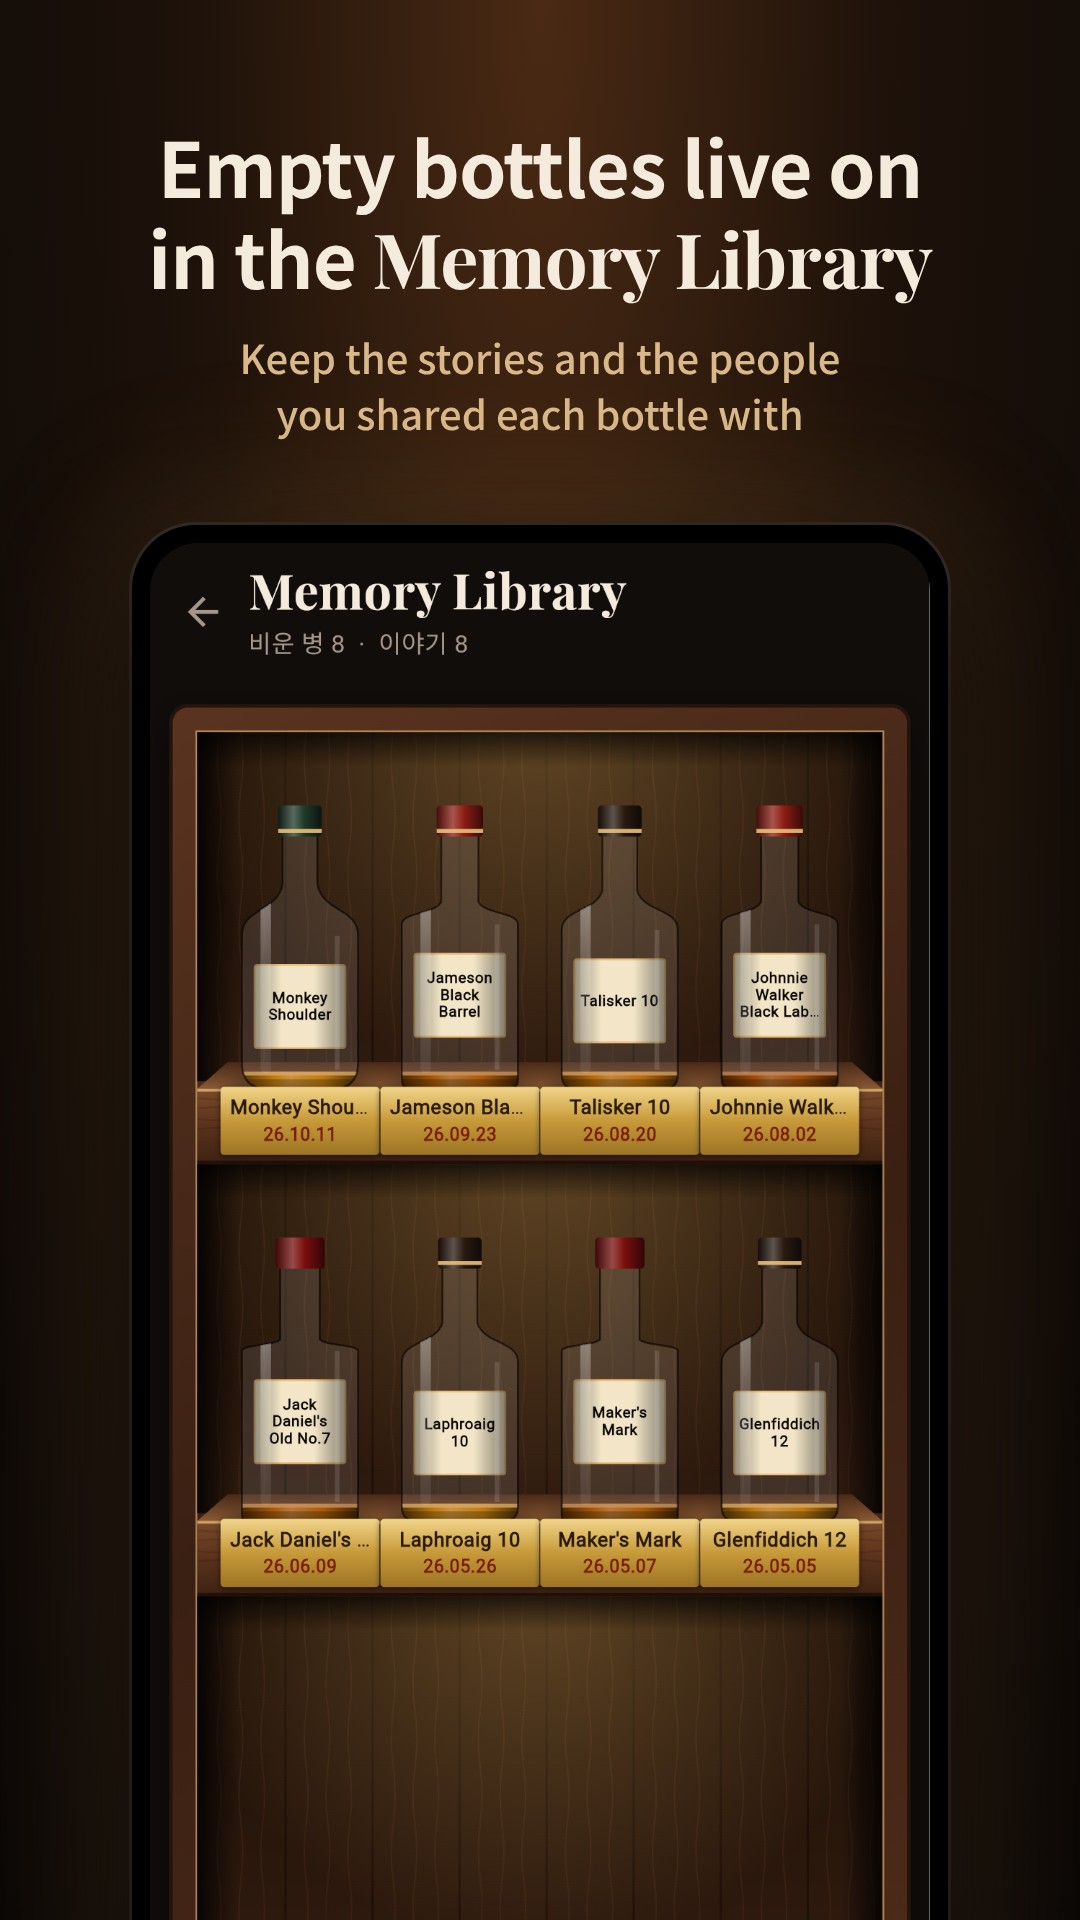 Empty bottles live on
in the Memory Library
Keep the stories and the people
you shared each bottle with
Memory Library
비운 병 8 · 이야기 8
Monkey
Shoulder
Jameson
Black
Barrel
Talisker 10
Johnnie
Walker
Black Lab...
Monkey Shou...
26.10.11
Jameson Bla...
26.09.23
Talisker 10
26.08.20
Johnnie Walk...
26.08.02
Jack
Daniel's
Old No.7
Laphroaig
10
Maker's
Mark
Glenfiddich
12
Jack Daniel's ...
26.06.09
Laphroaig 10
26.05.26
Maker's Mark
26.05.07
Glenfiddich 12
26.05.05